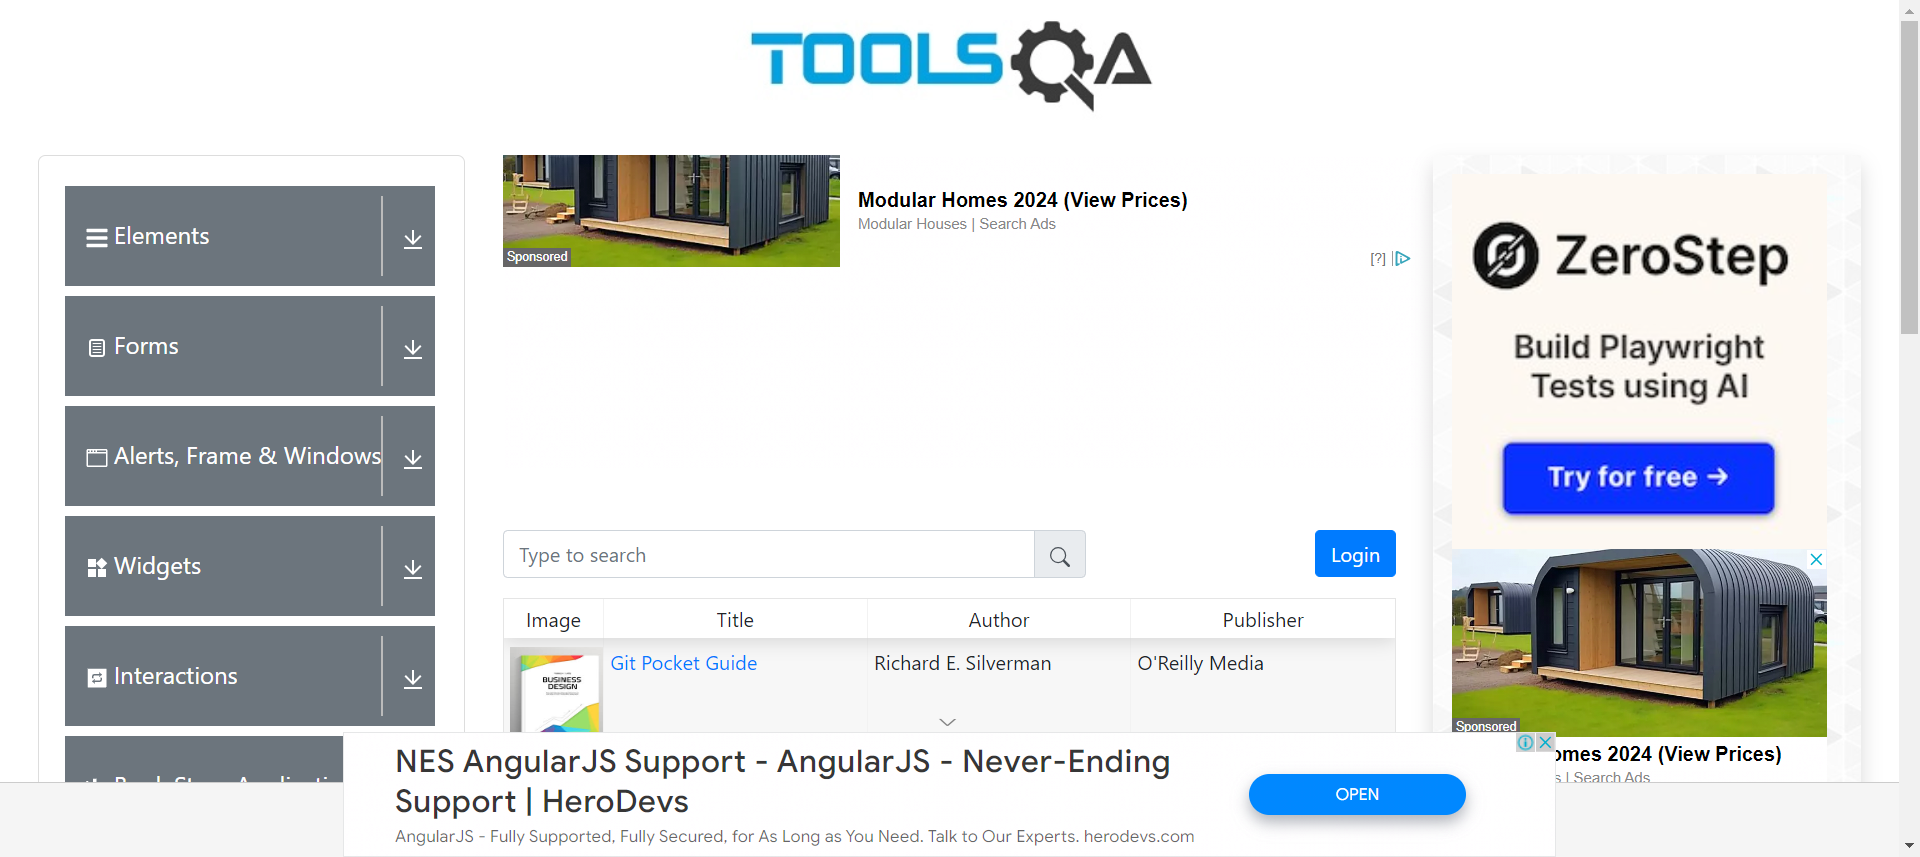 TOOLSQA
Elements
Forms
Alerts, Frame & Windows
Widgets
Interactions
Sponsored
Modular Homes 2024 (View Prices)
Modular Houses | Search Ads
[?]
Type to search
Login
Image Title Author Publisher
BUSINESS
DESIGN
Git Pocket Guide Richard E. Silverman O'Reilly Media
ZeroStep
Build Playwright
Tests using AI
Try for free →
Sponsored
omes 2024 (View Prices)
s | Search Ads
NES AngularJS Support - AngularJS - Never-Ending
Support | HeroDevs
AngularJS - Fully Supported, Fully Secured, for As Long as You Need. Talk to Our Experts. herodevs.com
OPEN